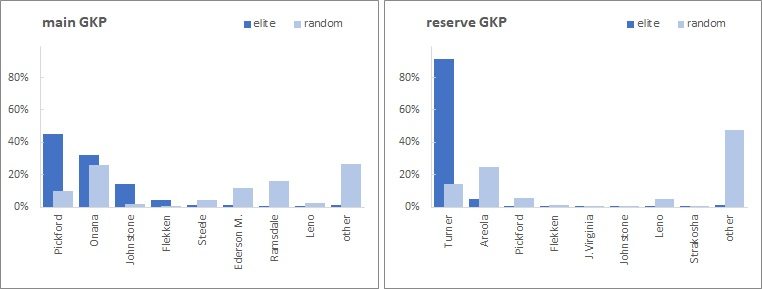 main GKP
elite random
80%
60%
40%
20%
0%
Pickford
Onana
Johnstone
Flekken
Steele
Ederson M.
Ramsdale
Leno
other
reserve GKP
elite random
80%
60%
40%
20%
0%
Turner
Areola
Pickford
Flekken
J.Virginia
Johnstone
Leno
Strakosha
other